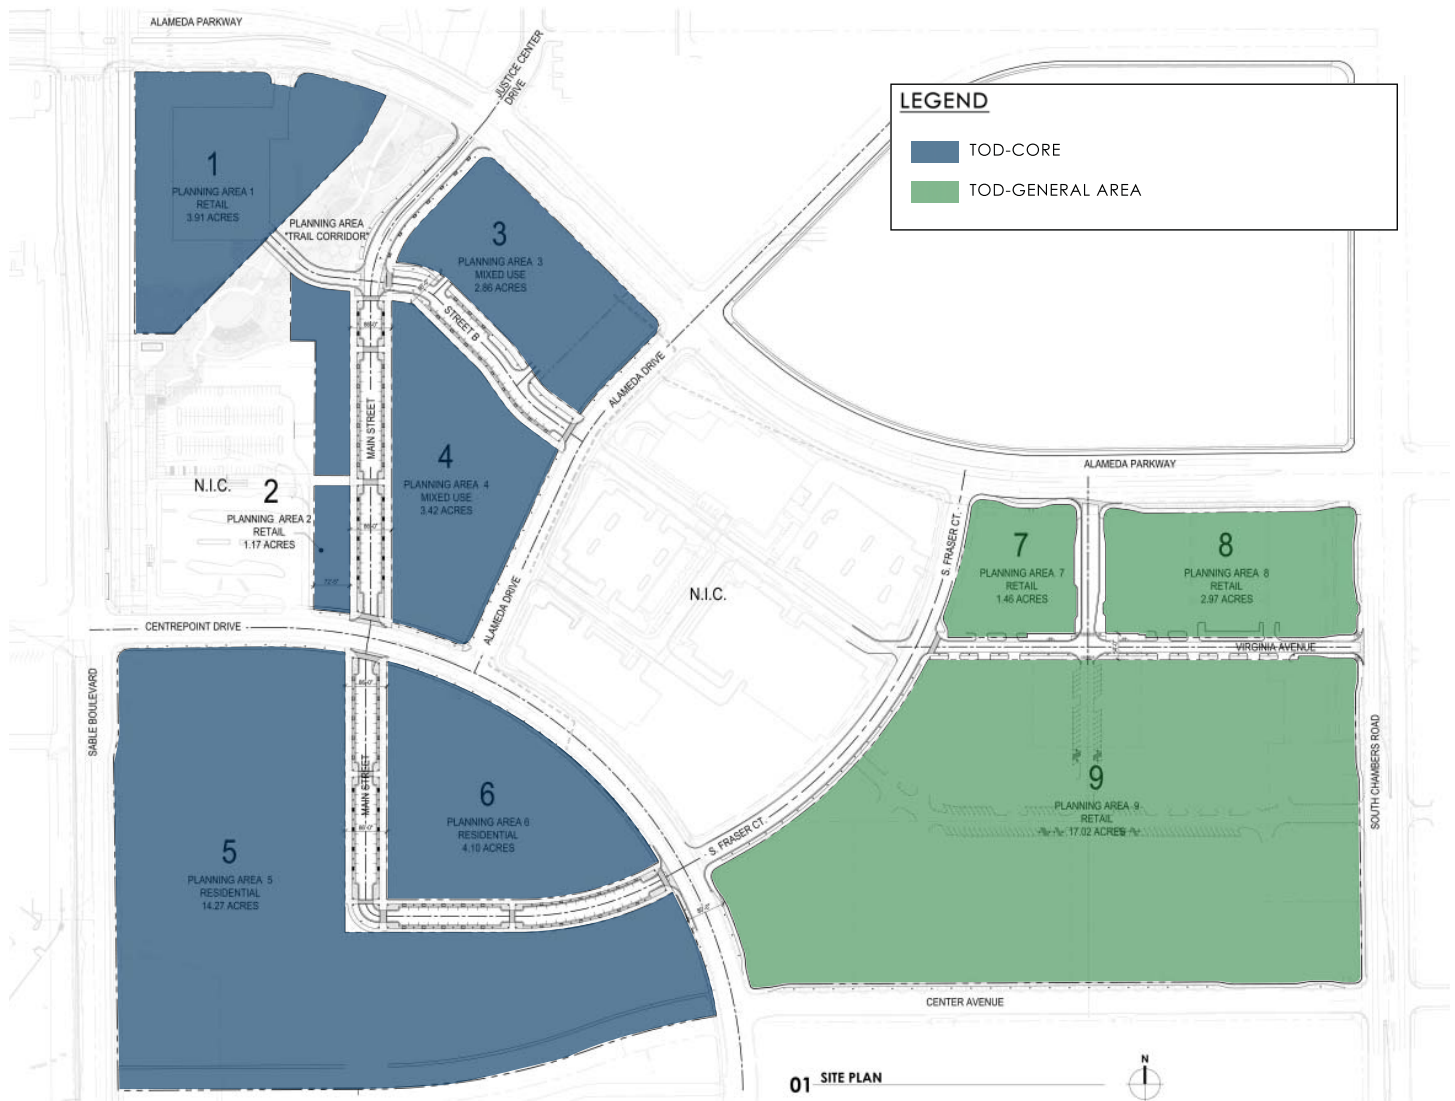 ALAMEDA PARKWAY
JUSTICE CENTER
DRIVE
LEGEND
TOD-CORE
TOD-GENERAL AREA
1
PLANNING AREA 1
RETAIL
3.91 ACRES
PLANNING AREA
"TRAIL CORRIDOR"
3
PLANNING AREA 3
MIXED USE
2.86 ACRES
STREET B
ALAMEDA DRIVE
MAIN STREET
4
PLANNING AREA 4
MIXED USE
3.42 ACRES
N.I.C.
2
PLANNING AREA 2
RETAIL
1.17 ACRES
72'-0"
ALAMEDA PARKWAY
S. FRASER CT.
7
PLANNING AREA 7
RETAIL
1.46 ACRES
8
PLANNING AREA 8
RETAIL
2.97 ACRES
N.I.C.
ALAMEDA DRIVE
CENTREPOINT DRIVE
VIRGINIA AVENUE
SABLE BOULEVARD
SOUTH CHAMBERS ROAD
MAIN STREET
6
PLANNING AREA 6
RESIDENTIAL
4.10 ACRES
9
PLANNING AREA 9
RETAIL
17.02 ACRES
S. FRASER CT.
5
PLANNING AREA 5
RESIDENTIAL
14.27 ACRES
CENTER AVENUE
01 SITE PLAN
N